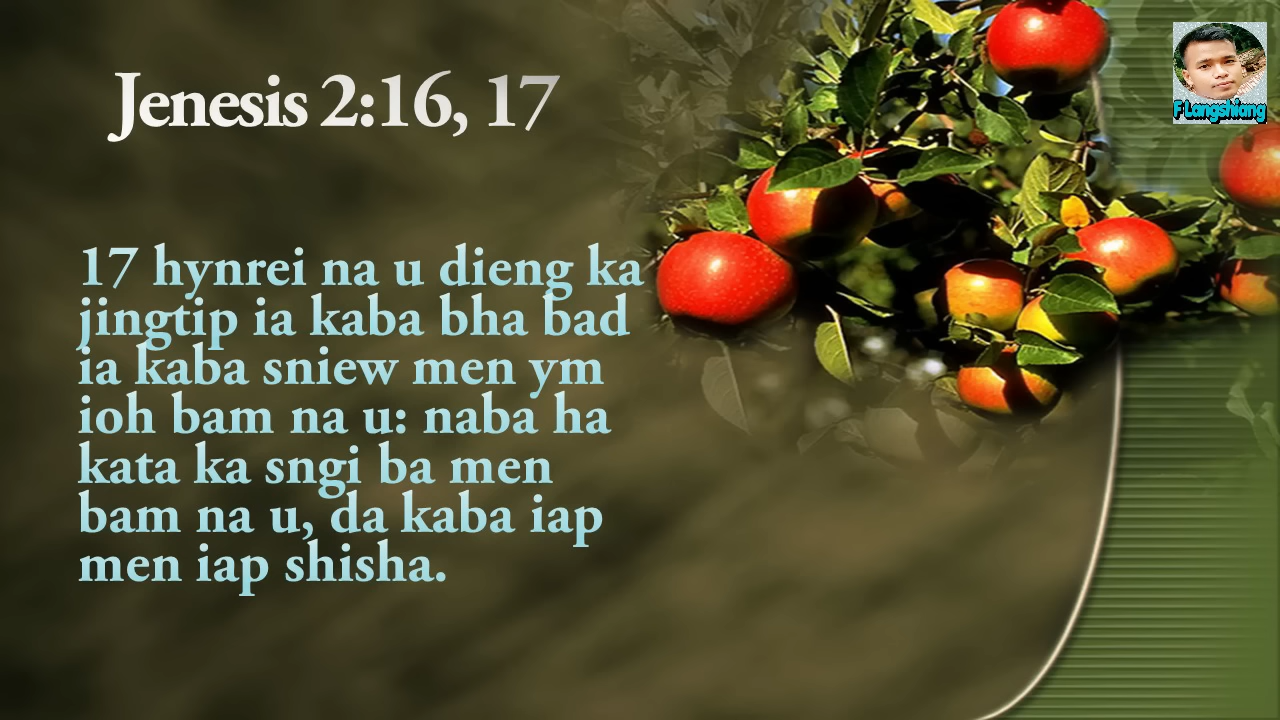 Jenesis 2:16, 17
F Langshiang
17 hynrei na u dieng ka
jingtip ia kaba bha bad
ia kaba sniew men ym
ioh bam na u: naba ha
kata ka sngi ba men
bam na u, da kaba iap
men iap shisha.